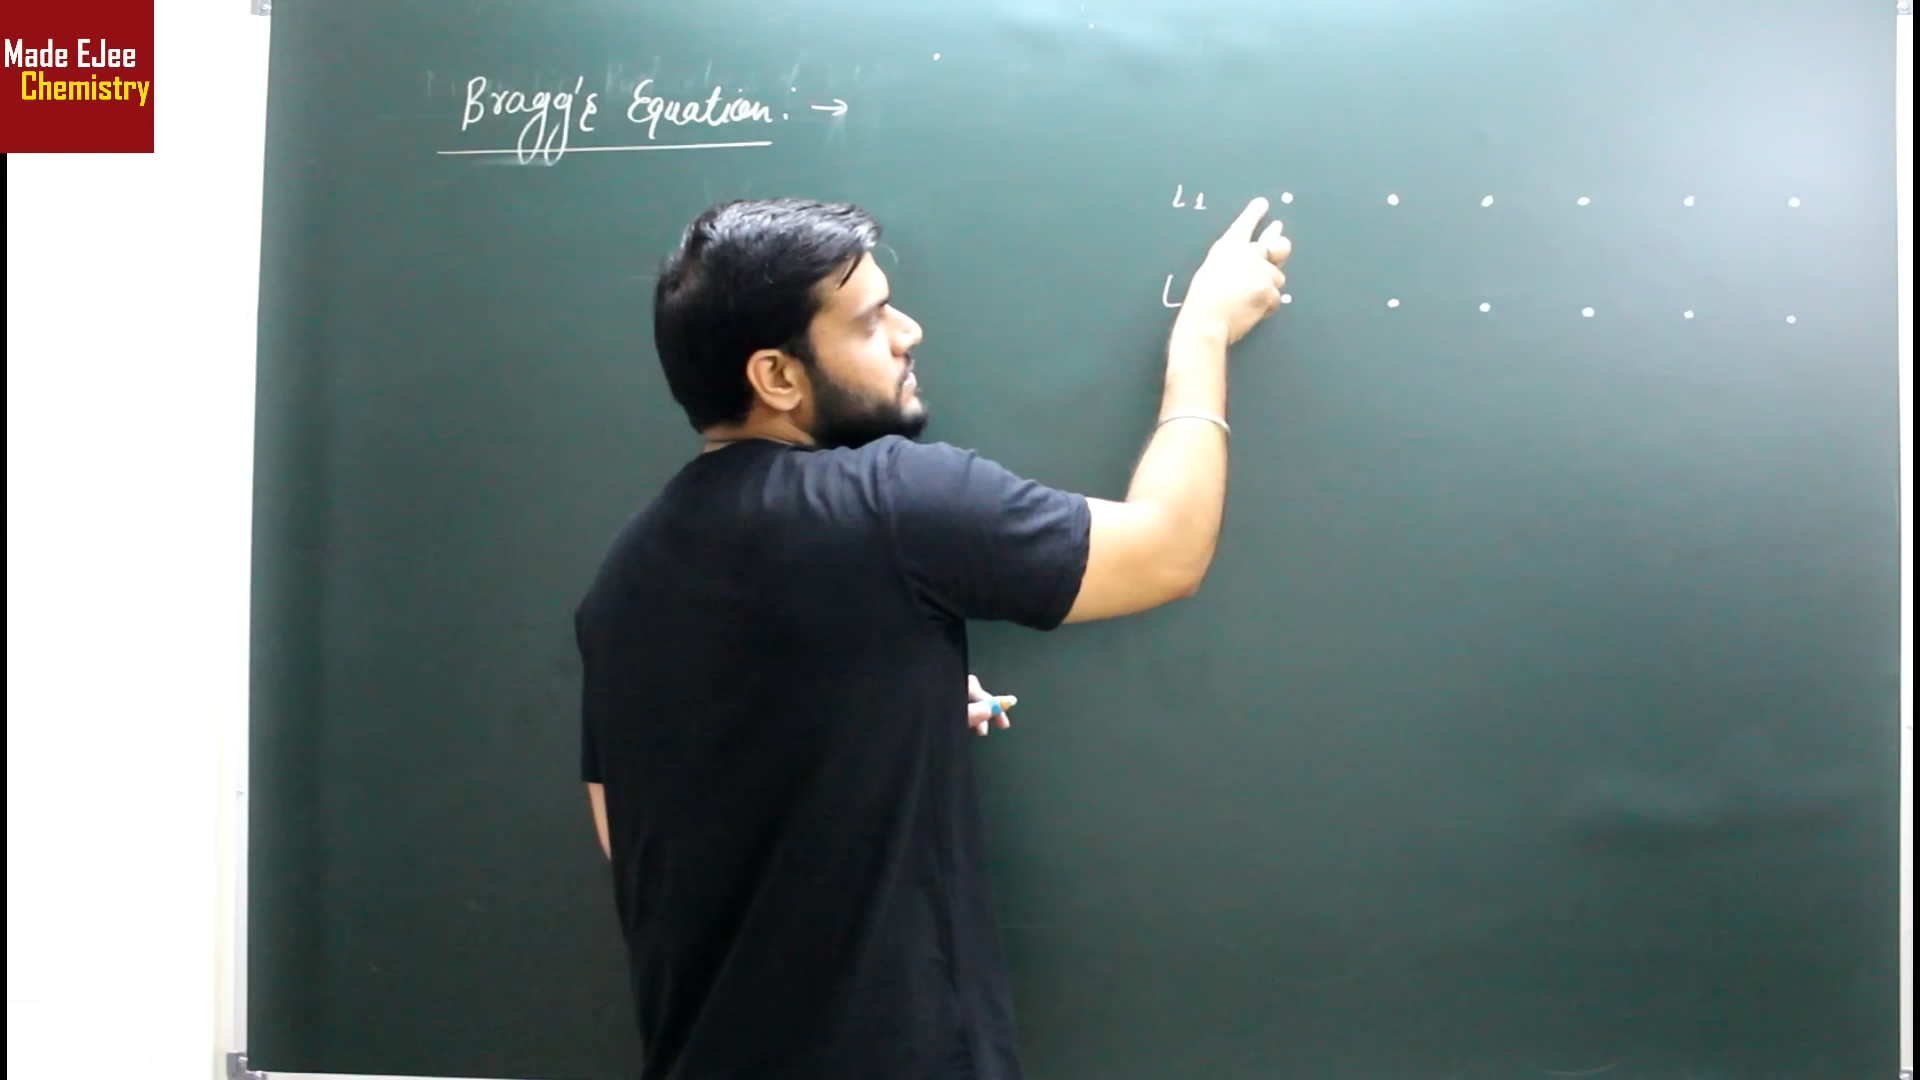 Made EJee
Chemistry
Bragg's Equation: →
L1
L